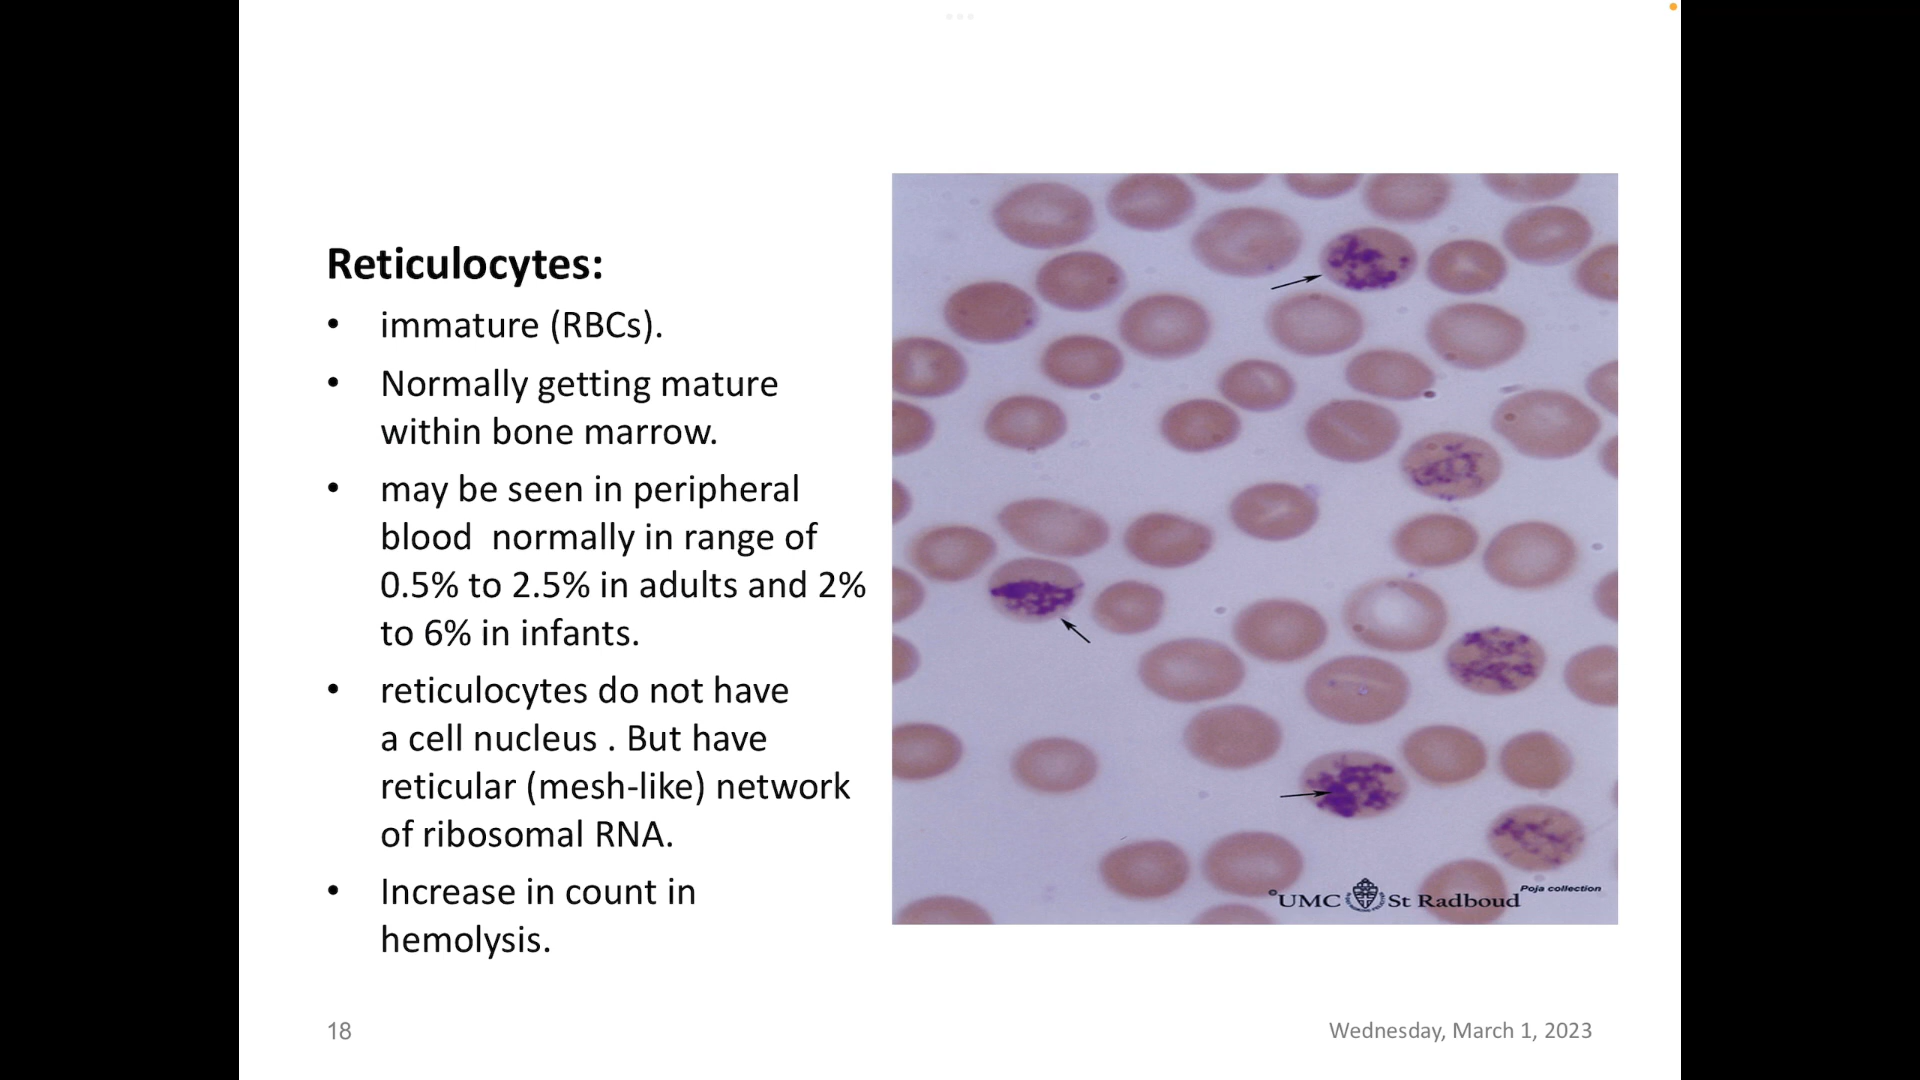 Reticulocytes:
• immature (RBCs).
• Normally getting mature
within bone marrow.
• may be seen in peripheral
blood  normally in range of
0.5% to 2.5% in adults and 2%
to 6% in infants.
• reticulocytes do not have
a cell nucleus . But have
reticular (mesh-like) network
of ribosomal RNA.
• Increase in count in
hemolysis.
©UMC St Radboud
Poja collection
18
Wednesday, March 1, 2023